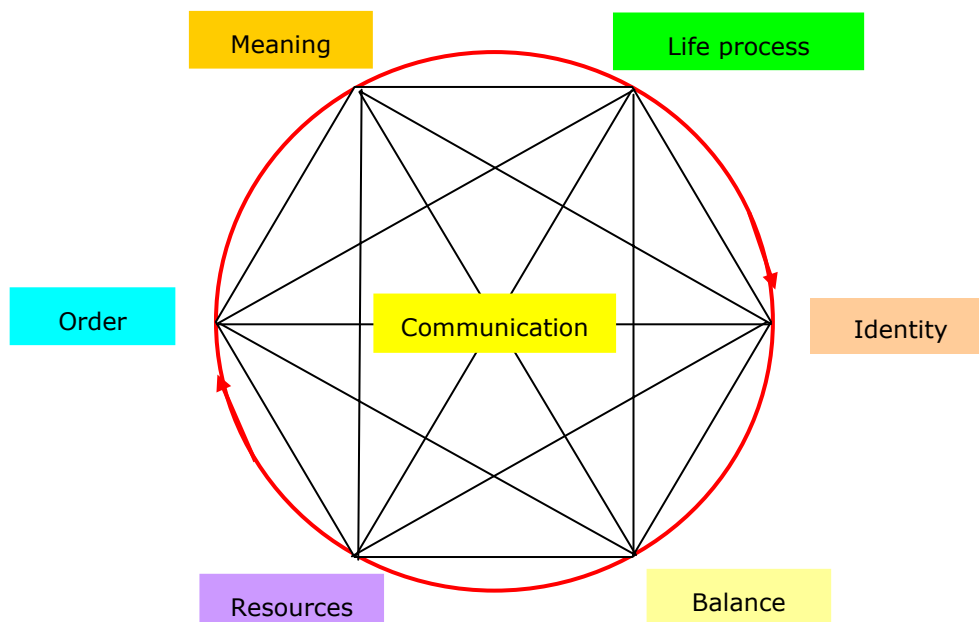 Meaning
Life process
Order
Communication
Identity
Resources
Balance